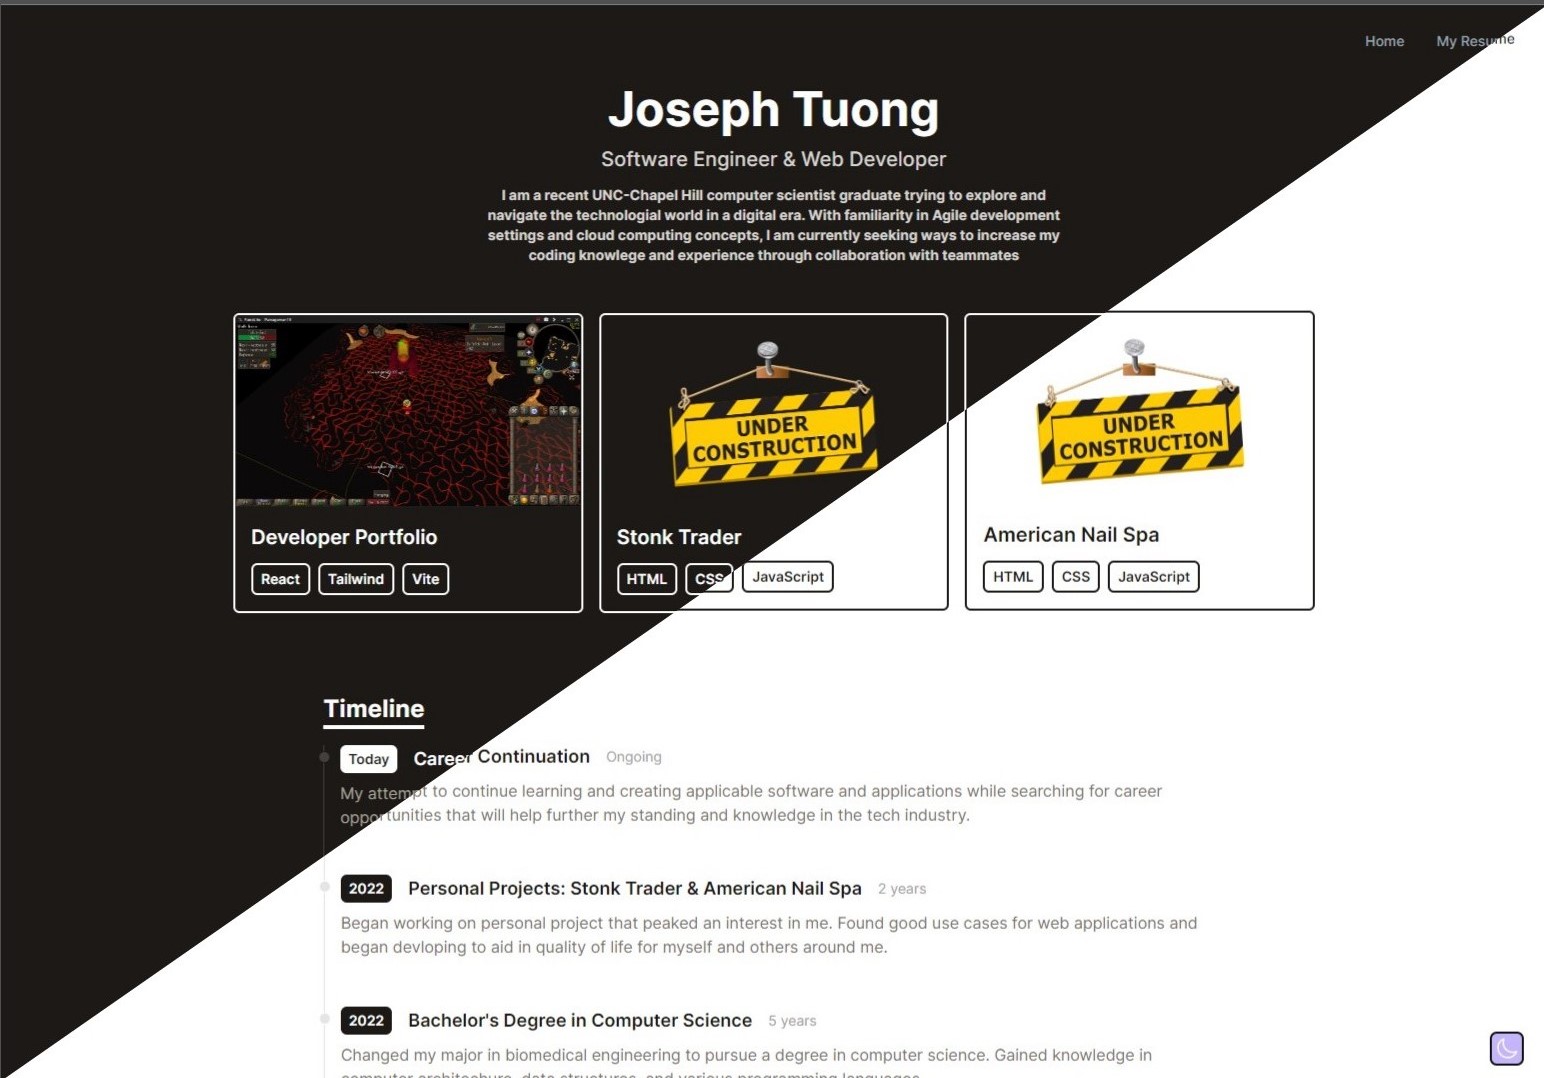 Home My Resume
Joseph Tuong
Software Engineer & Web Developer
I am a recent UNC-Chapel Hill computer scientist graduate trying to explore and
navigate the technologial world in a digital era. With familiarity in Agile development
settings and cloud computing concepts, I am currently seeking ways to increase my
coding knowlege and experience through collaboration with teammates
UNDER
CONSTRUCTION
UNDER
CONSTRUCTION
Developer Portfolio
React Tailwind Vite
Stonk Trader
HTML CSS JavaScript
American Nail Spa
HTML CSS JavaScript
Timeline
Today Career Continuation Ongoing
My attempt to continue learning and creating applicable software and applications while searching for career
opportunities that will help further my standing and knowledge in the tech industry.
2022 Personal Projects: Stonk Trader & American Nail Spa 2 years
Began working on personal project that peaked an interest in me. Found good use cases for web applications and
began devloping to aid in quality of life for myself and others around me.
2022 Bachelor's Degree in Computer Science 5 years
Changed my major in biomedical engineering to pursue a degree in computer science. Gained knowledge in